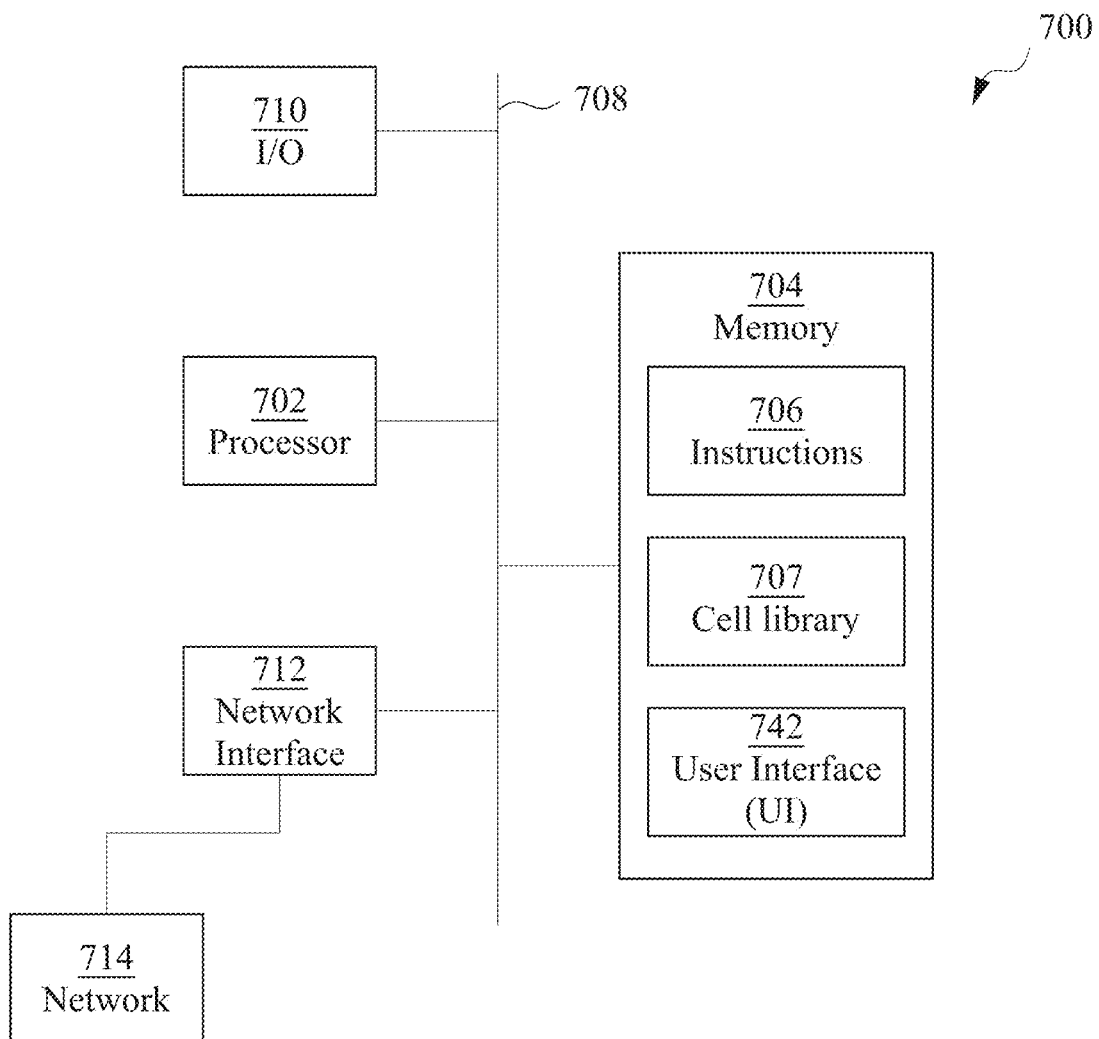 700
708
710
I/O
704
Memory
702
Processor
706
Instructions
707
Cell library
712
Network
Interface
742
User Interface
(UI)
714
Network